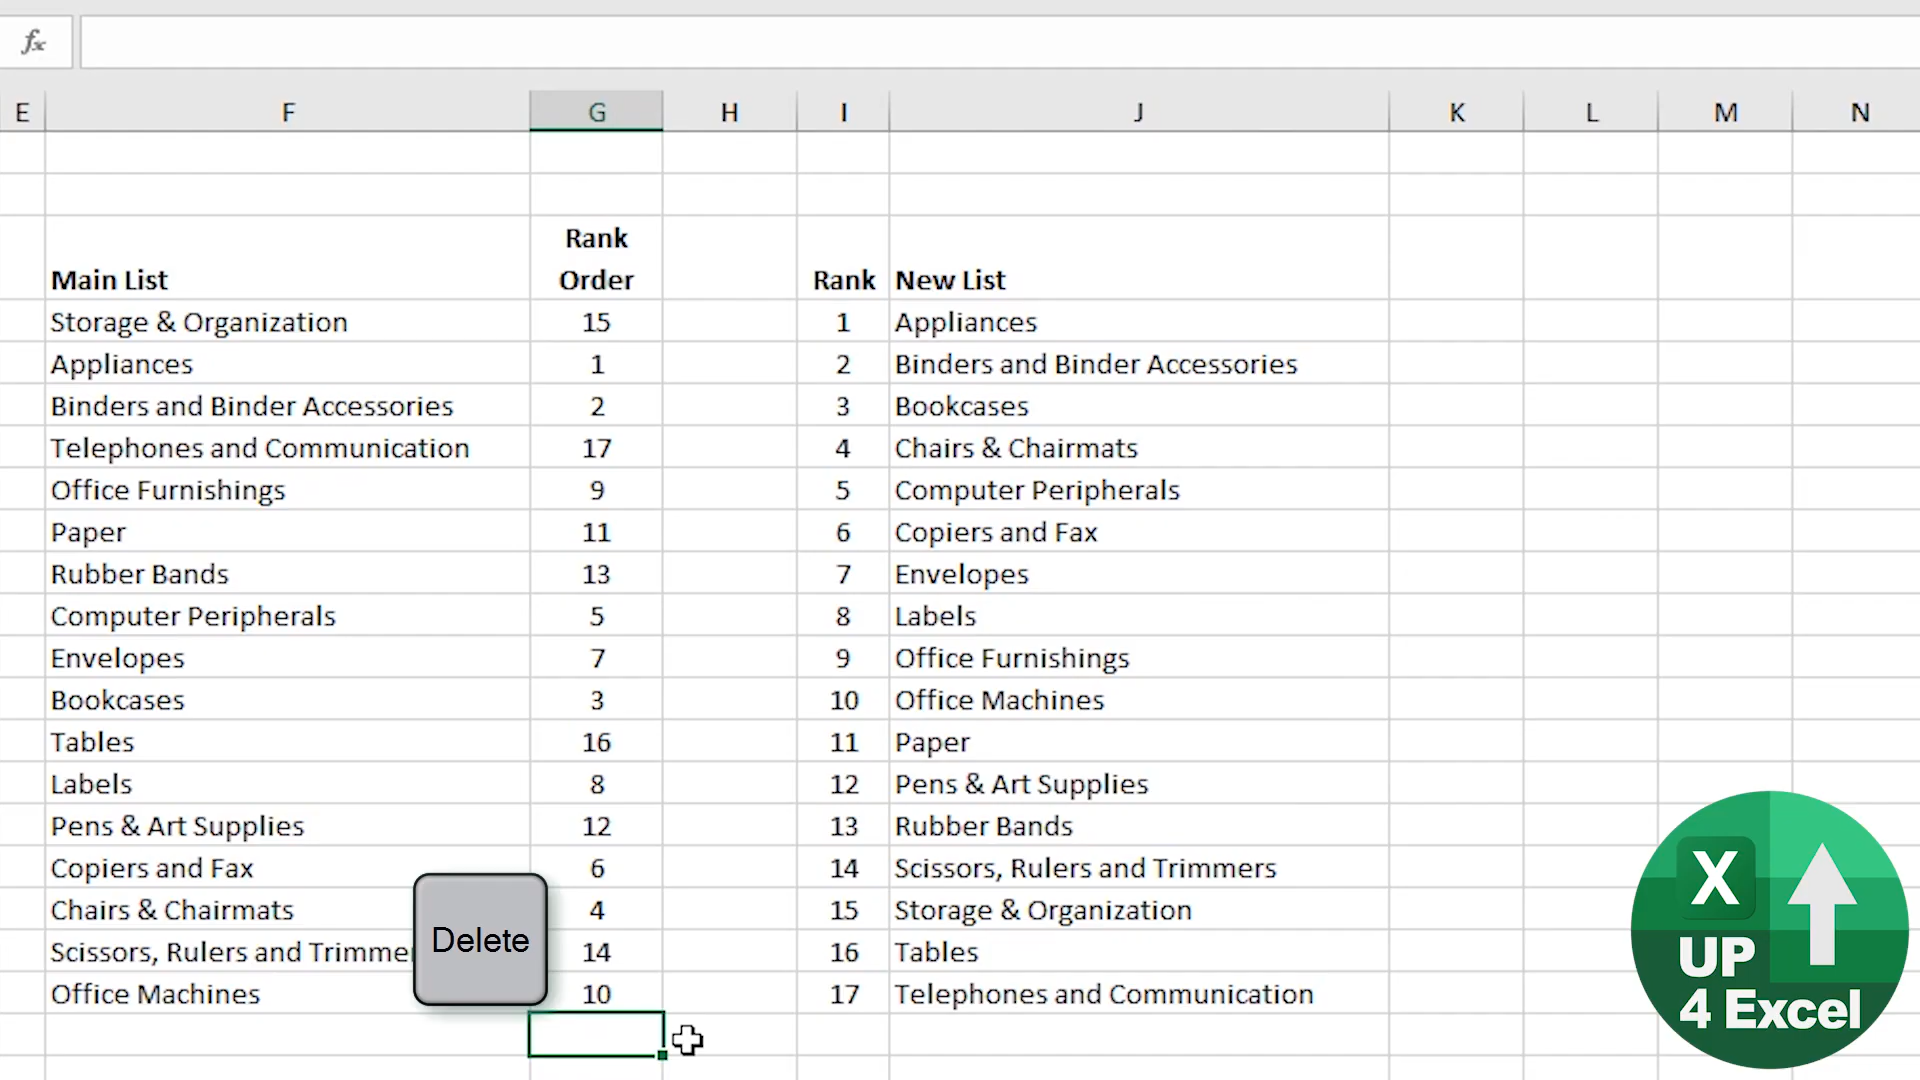 fx
E F G H I J K L M N
Rank
Main List Order Rank New List
Storage & Organization 15 1 Appliances
Appliances 1 2 Binders and Binder Accessories
Binders and Binder Accessories 2 3 Bookcases
Telephones and Communication 17 4 Chairs & Chairmats
Office Furnishings 9 5 Computer Peripherals
Paper 11 6 Copiers and Fax
Rubber Bands 13 7 Envelopes
Computer Peripherals 5 8 Labels
Envelopes 7 9 Office Furnishings
Bookcases 3 10 Office Machines
Tables 16 11 Paper
Labels 8 12 Pens & Art Supplies
Pens & Art Supplies 12 13 Rubber Bands
Copiers and Fax 6 14 Scissors, Rulers and Trimmers
Chairs & Chairmats 4 15 Storage & Organization
Scissors, Rulers and Trimmer 14 16 Tables
Office Machines 10 17 Telephones and Communication
Delete
X
UP
4 Excel